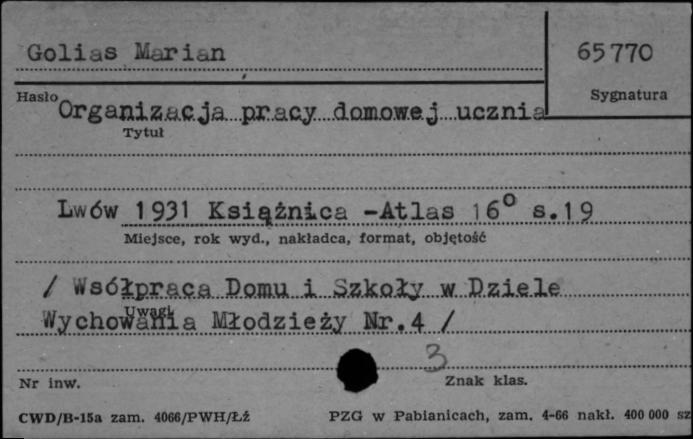 Golias Marian
65770
Hasło
Sygnatura
Organizacja pracy domowej ucznia
Tytuł
Lwów 1931 Książnica -Atlas 16° s.19
Miejsce, rok wyd., nakładca, format, objętość
/ Wsółpraca Domu i Szkoły w Dziele
Uwagi
Wychowania Młodzieży Nr.4 /
3
Nr inw.
Znak klas.
CWD/B-15a zam. 4066/PWH/ŁŹ
PZG w Pabianicach, zam. 4-66 nakł. 400 000 sz